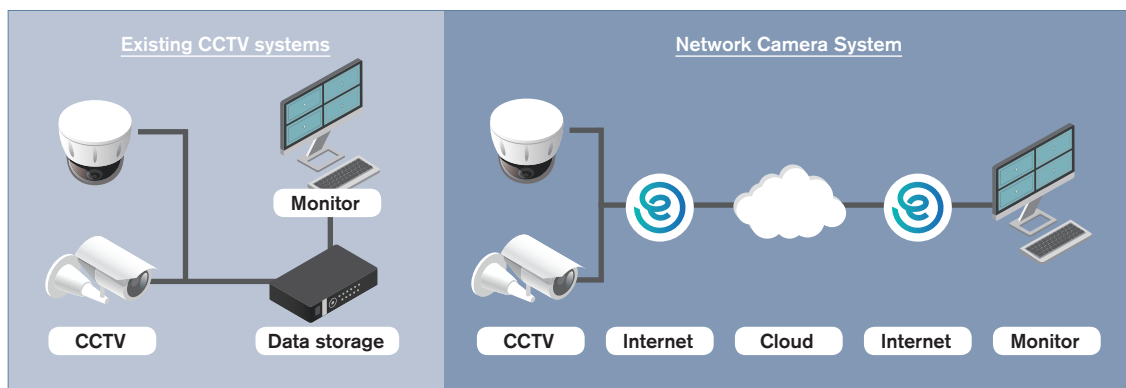 Existing CCTV systems
Monitor
CCTV
Data storage
Network Camera System
CCTV
Internet
Cloud
Internet
Monitor